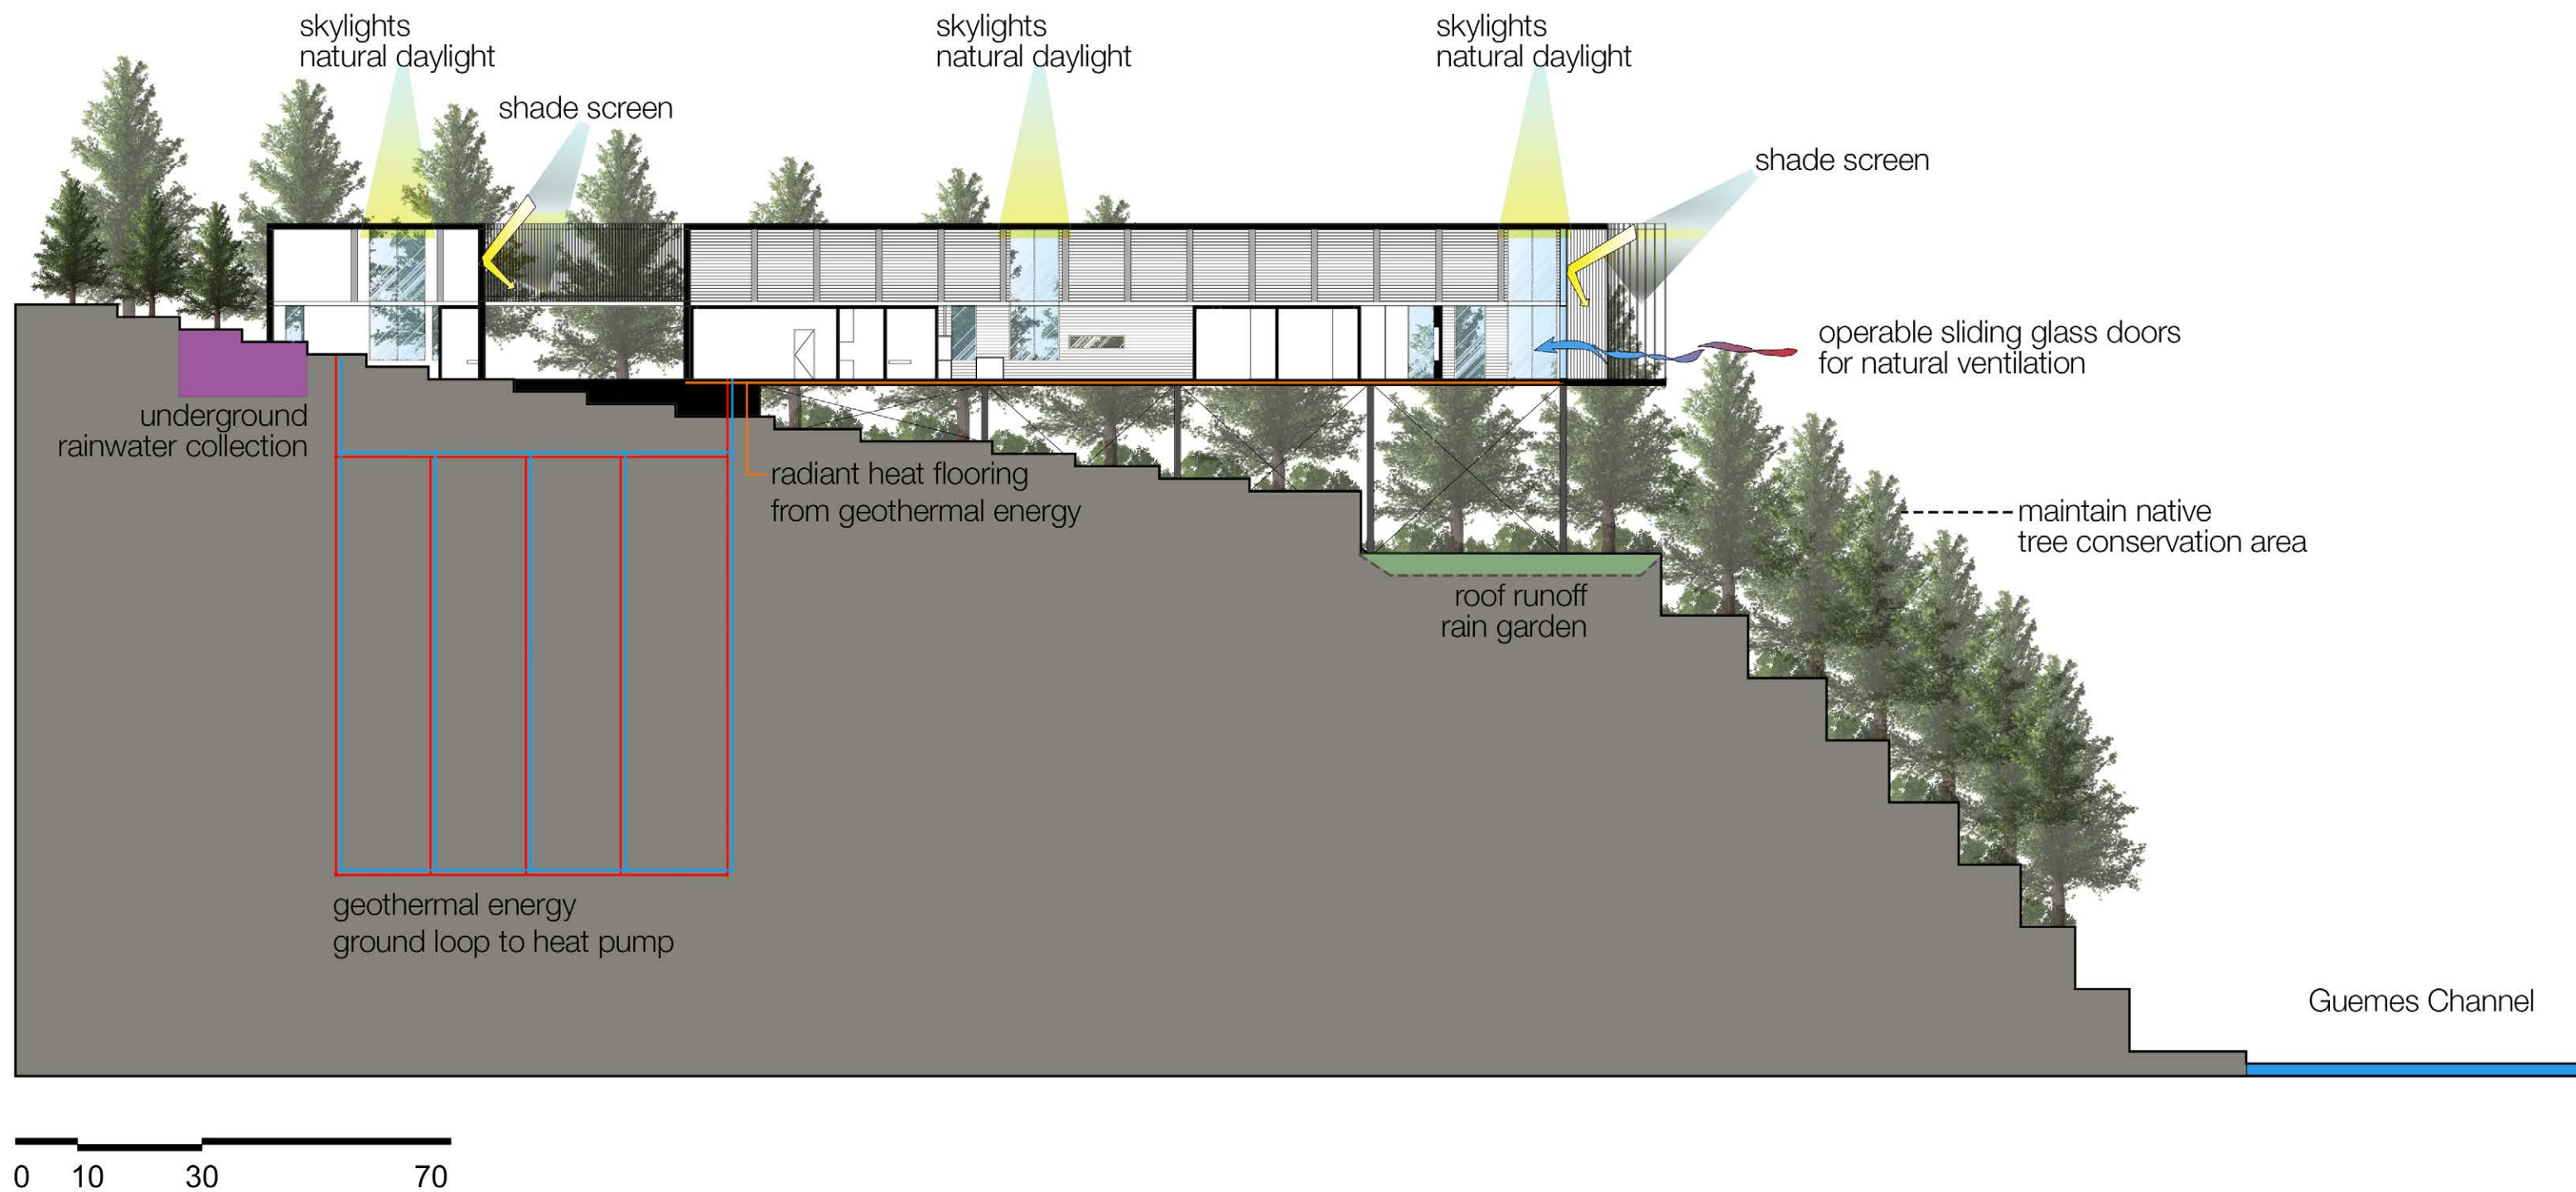 skylights
natural daylight
skylights
natural daylight
skylights
natural daylight
shade screen
shade screen
operable sliding glass doors
for natural ventilation
underground
rainwater collection
radiant heat flooring
from geothermal energy
maintain native
tree conservation area
roof runoff
rain garden
geothermal energy
ground loop to heat pump
Guemes Channel
0 10 30 70